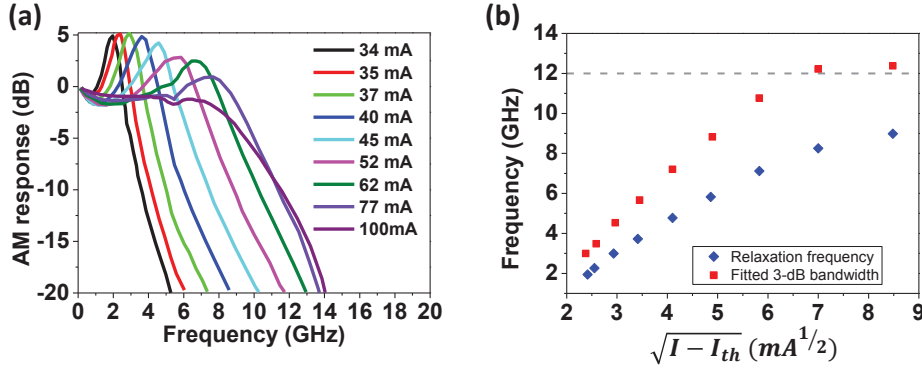 (a)
AM response (dB)
5
0
-5
-10
-15
-20
0 2 4 6 8 10 12 14 16 18 20
Frequency (GHz)
34 mA
35 mA
37 mA
40 mA
45 mA
52 mA
62 mA
77 mA
100mA
(b)
Frequency (GHz)
16
14
12
10
8
6
4
2
2 3 4 5 6 7 8 9
Relaxation frequency
Fitted 3-dB bandwidth
√I − Ith (mA1/2)